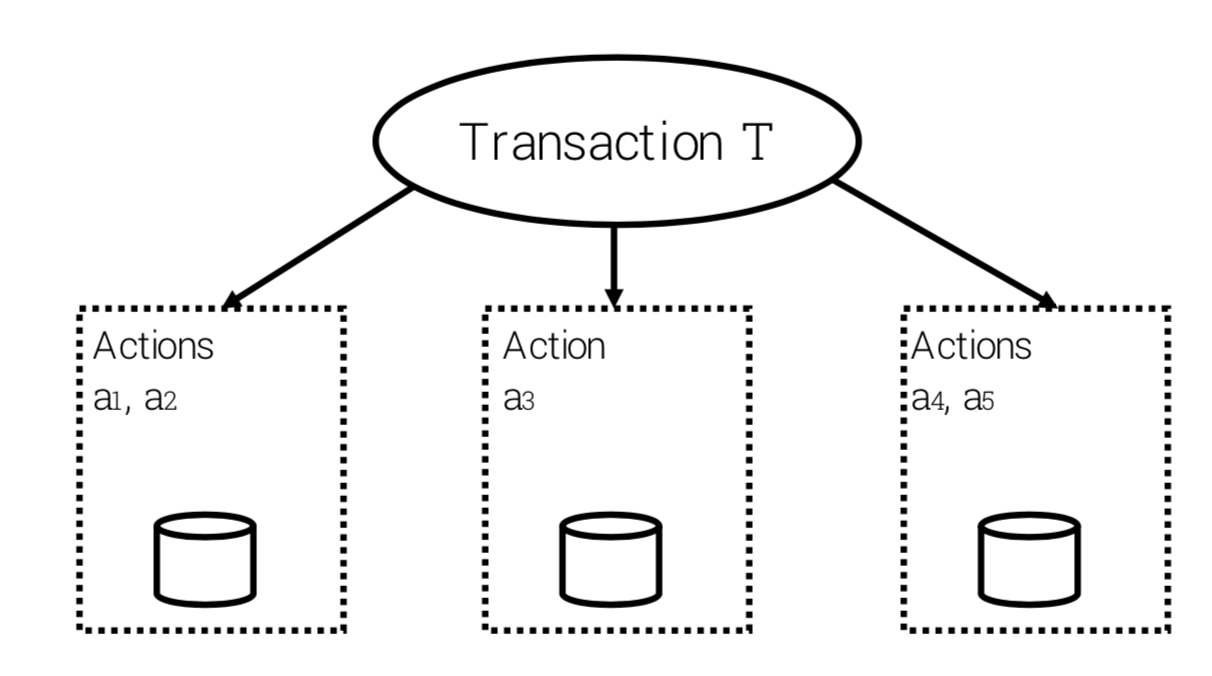 Transaction T
Actions
a1, a2
Action
a3
Actions
a4, a5